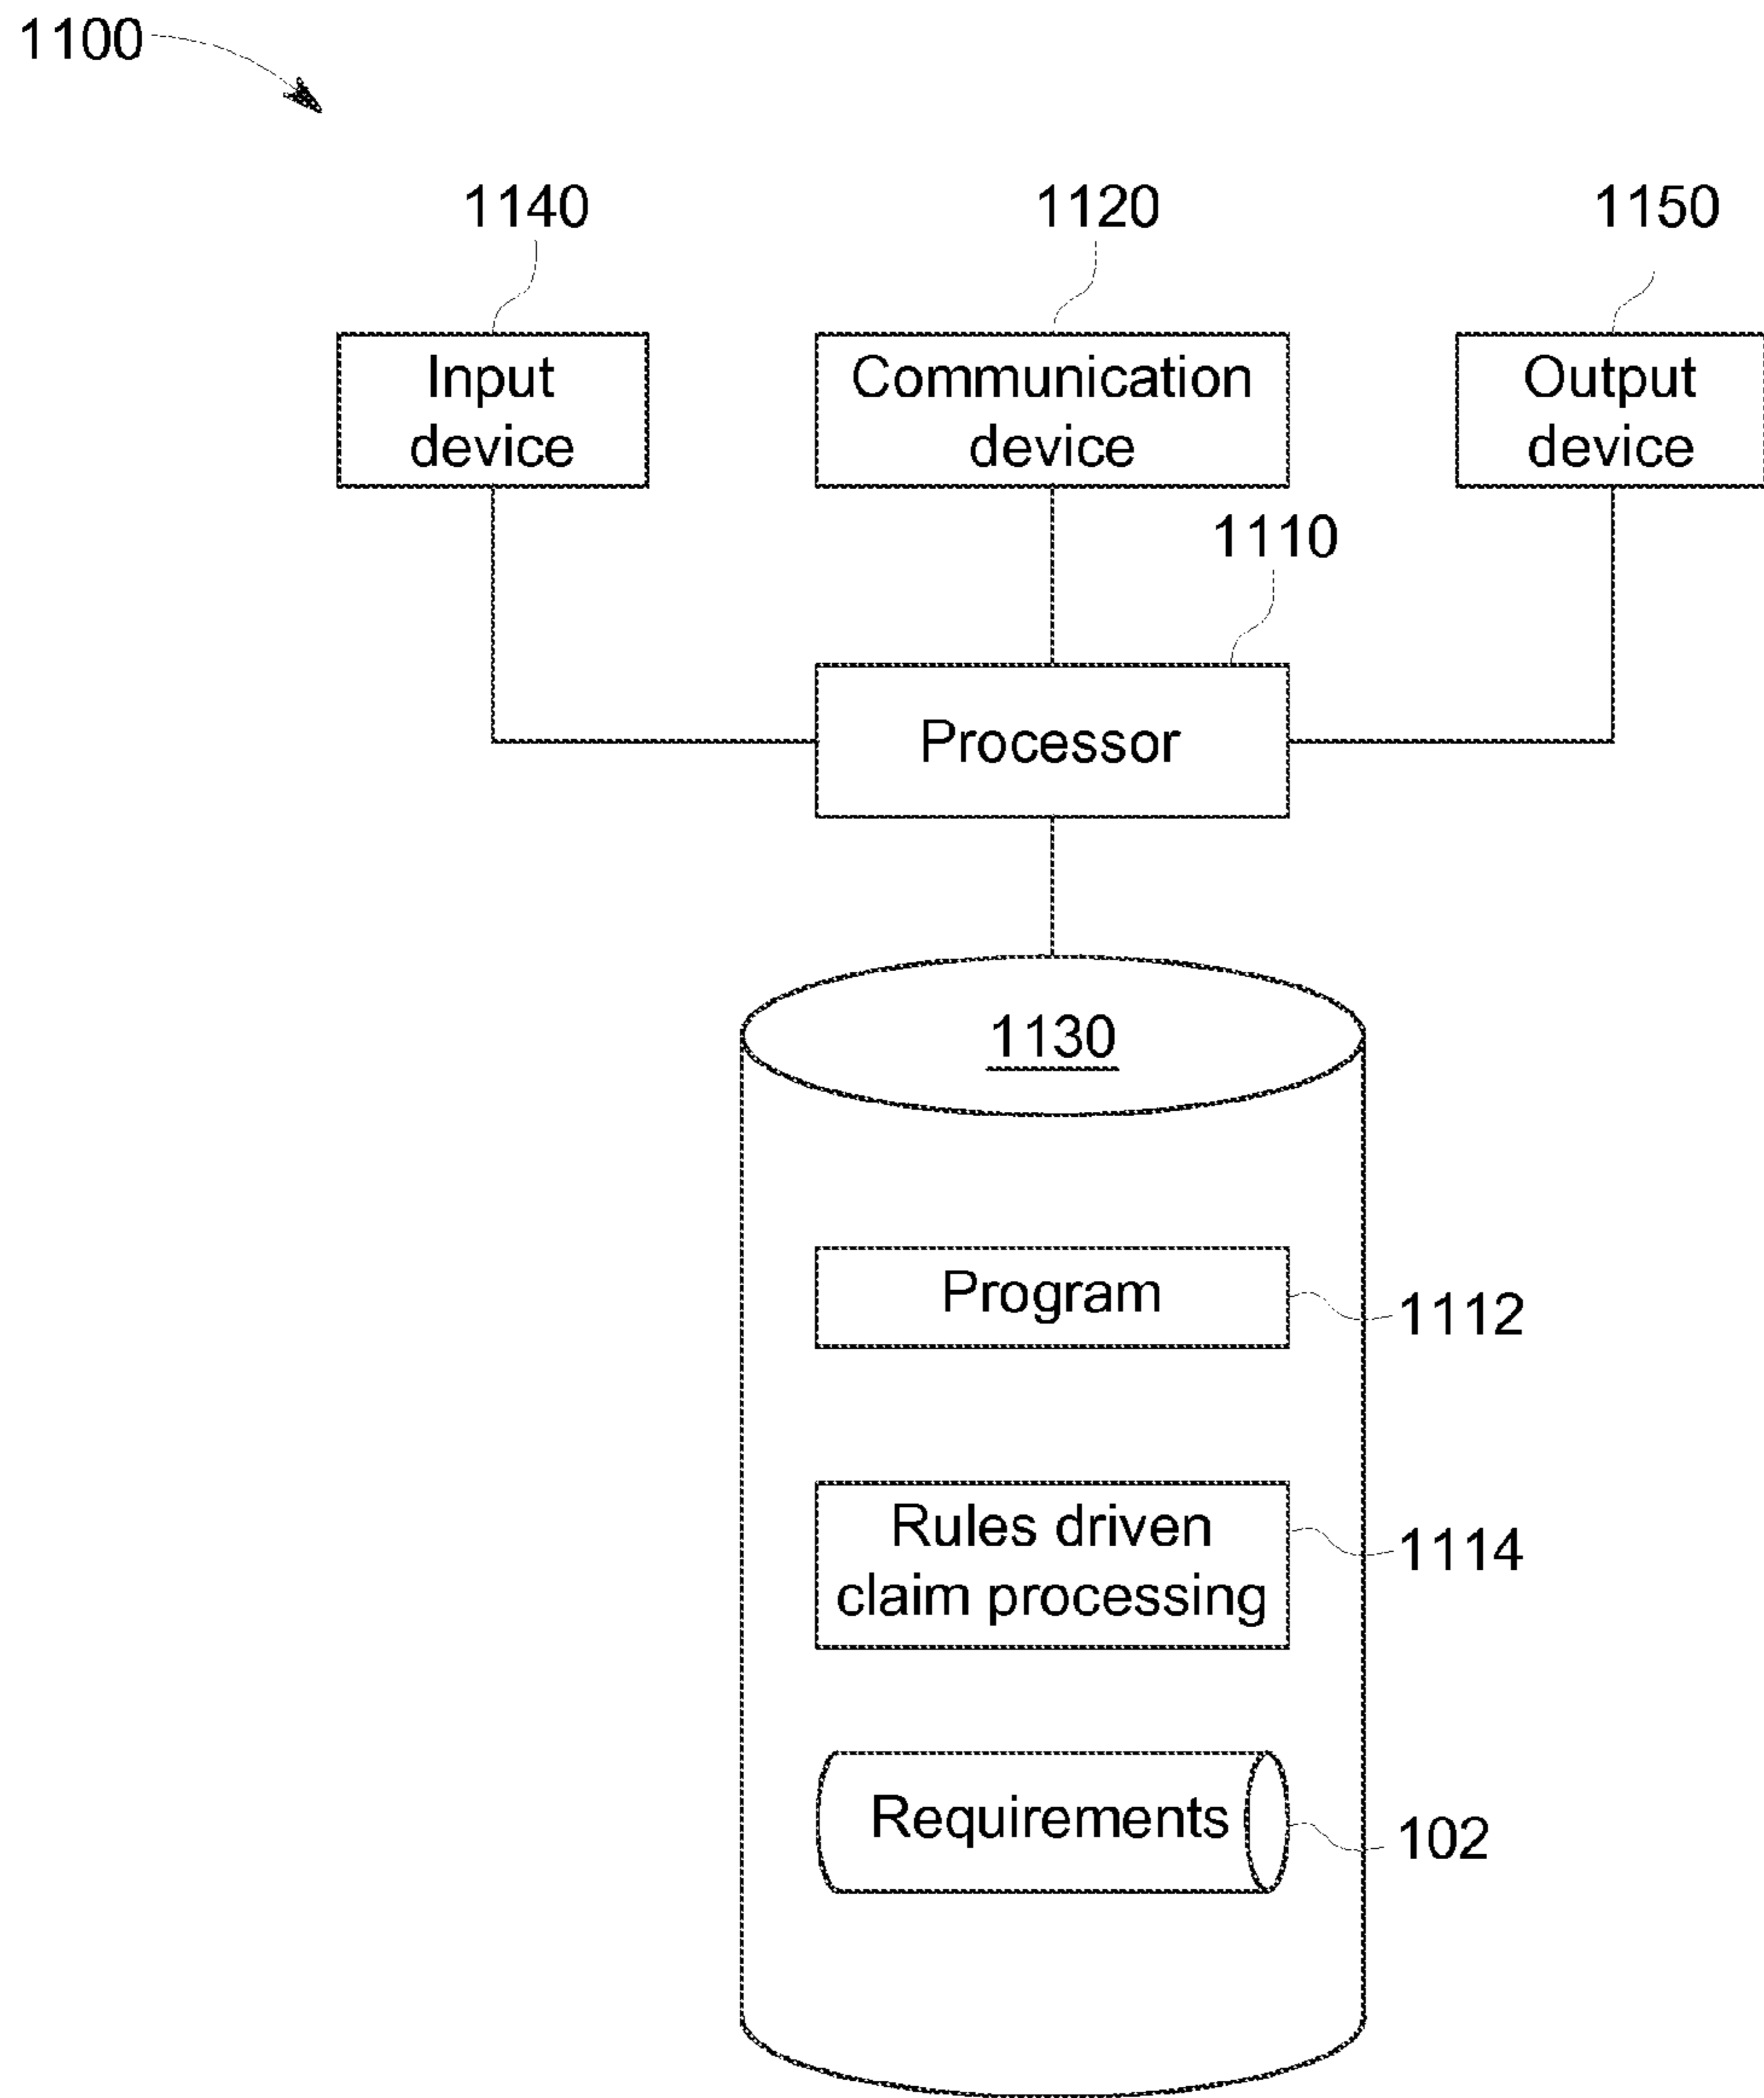 1100
1140
1120
1150
Input
device
Communication
device
Output
device
1110
Processor
1130
Program
1112
Rules driven
claim processing
1114
Requirements
102